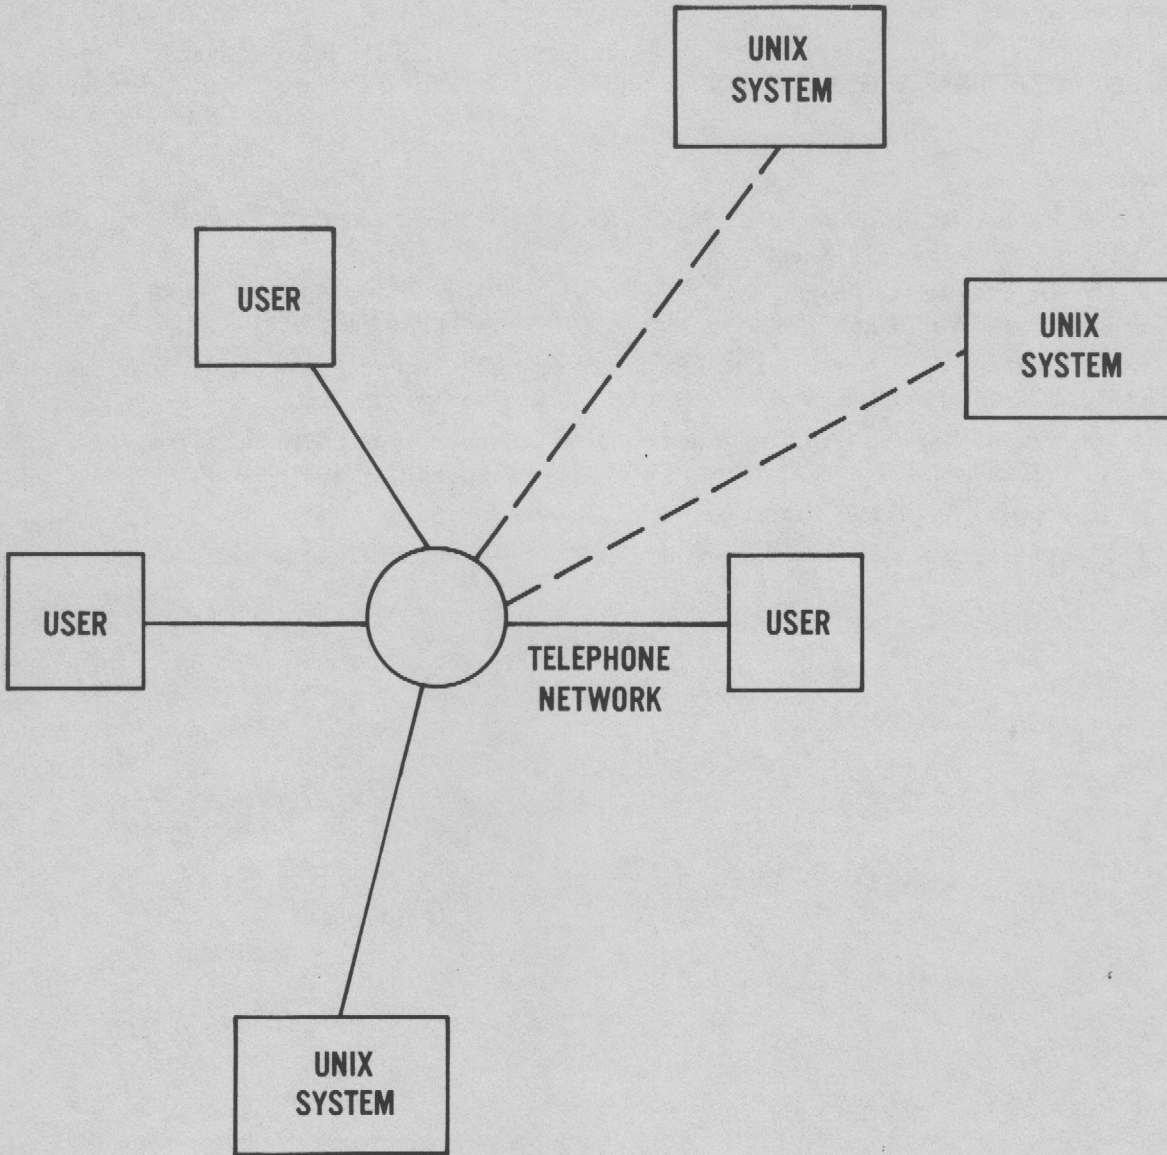 UNIX
SYSTEM
USER
UNIX
SYSTEM
USER
USER
TELEPHONE
NETWORK
UNIX
SYSTEM